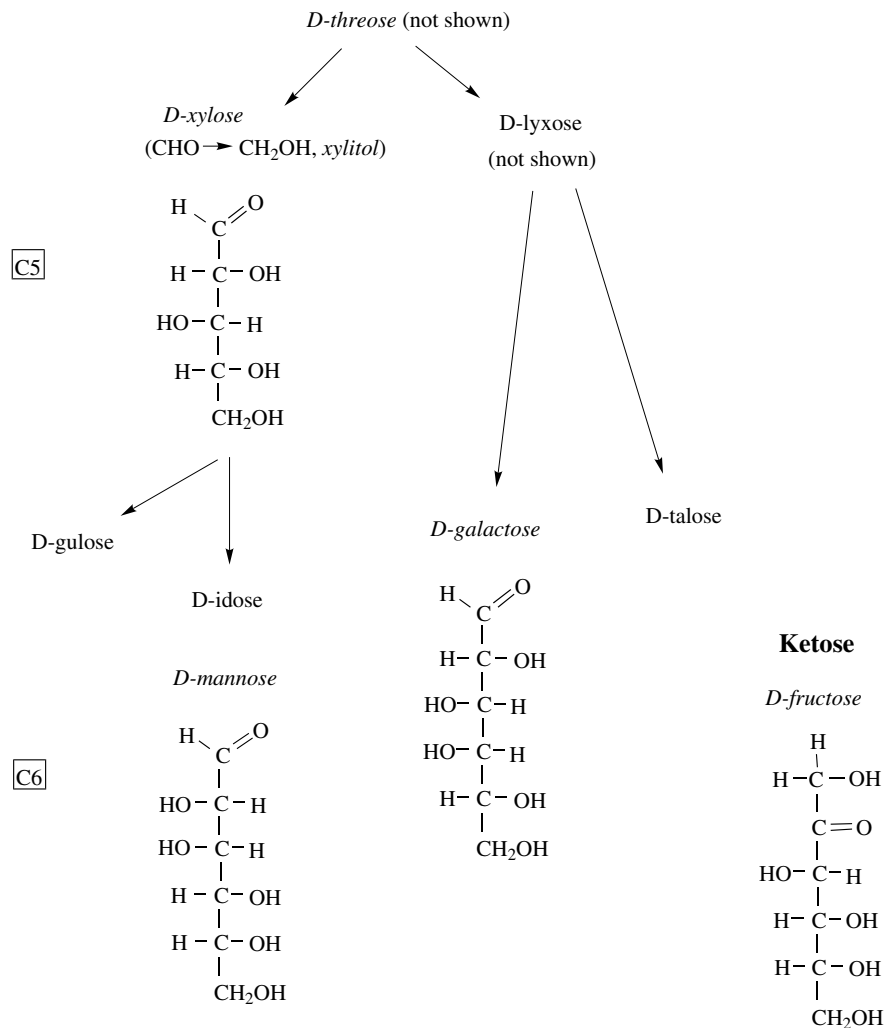 D-threose (not shown)
D-xylose
(CHO → CH₂OH, xylitol)
D-lyxose
(not shown)
C5
H O
C
H–C–OH
HO–C–H
H–C–OH
CH₂OH
D-gulose
D-idose
D-galactose
D-talose
H O
C
H–C–OH
HO–C–H
HO–C–H
H–C–OH
CH₂OH
C6
D-mannose
H O
C
HO–C–H
HO–C–H
H–C–OH
H–C–OH
CH₂OH
Ketose
D-fructose
H
H–C–OH
C=O
HO–C–H
H–C–OH
H–C–OH
CH₂OH